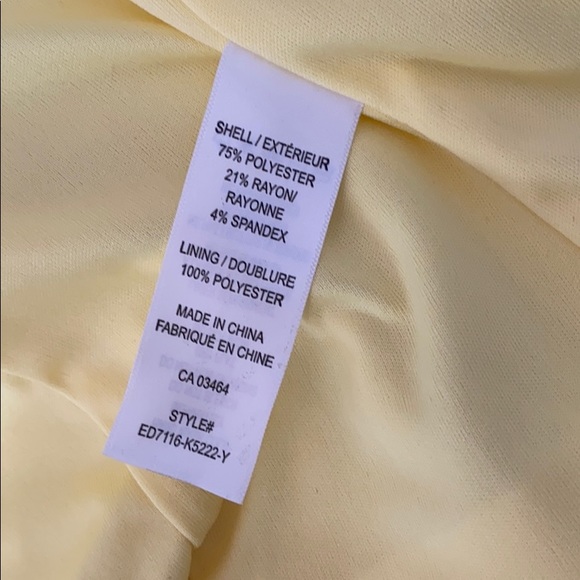 SHELL / EXTÉRIEUR
75% POLYESTER
21% RAYON/
RAYONNE
4% SPANDEX
LINING / DOUBLURE
100% POLYESTER
MADE IN CHINA
FABRIQUÉ EN CHINE
CA 03464
STYLE#
ED7116-K5222-Y